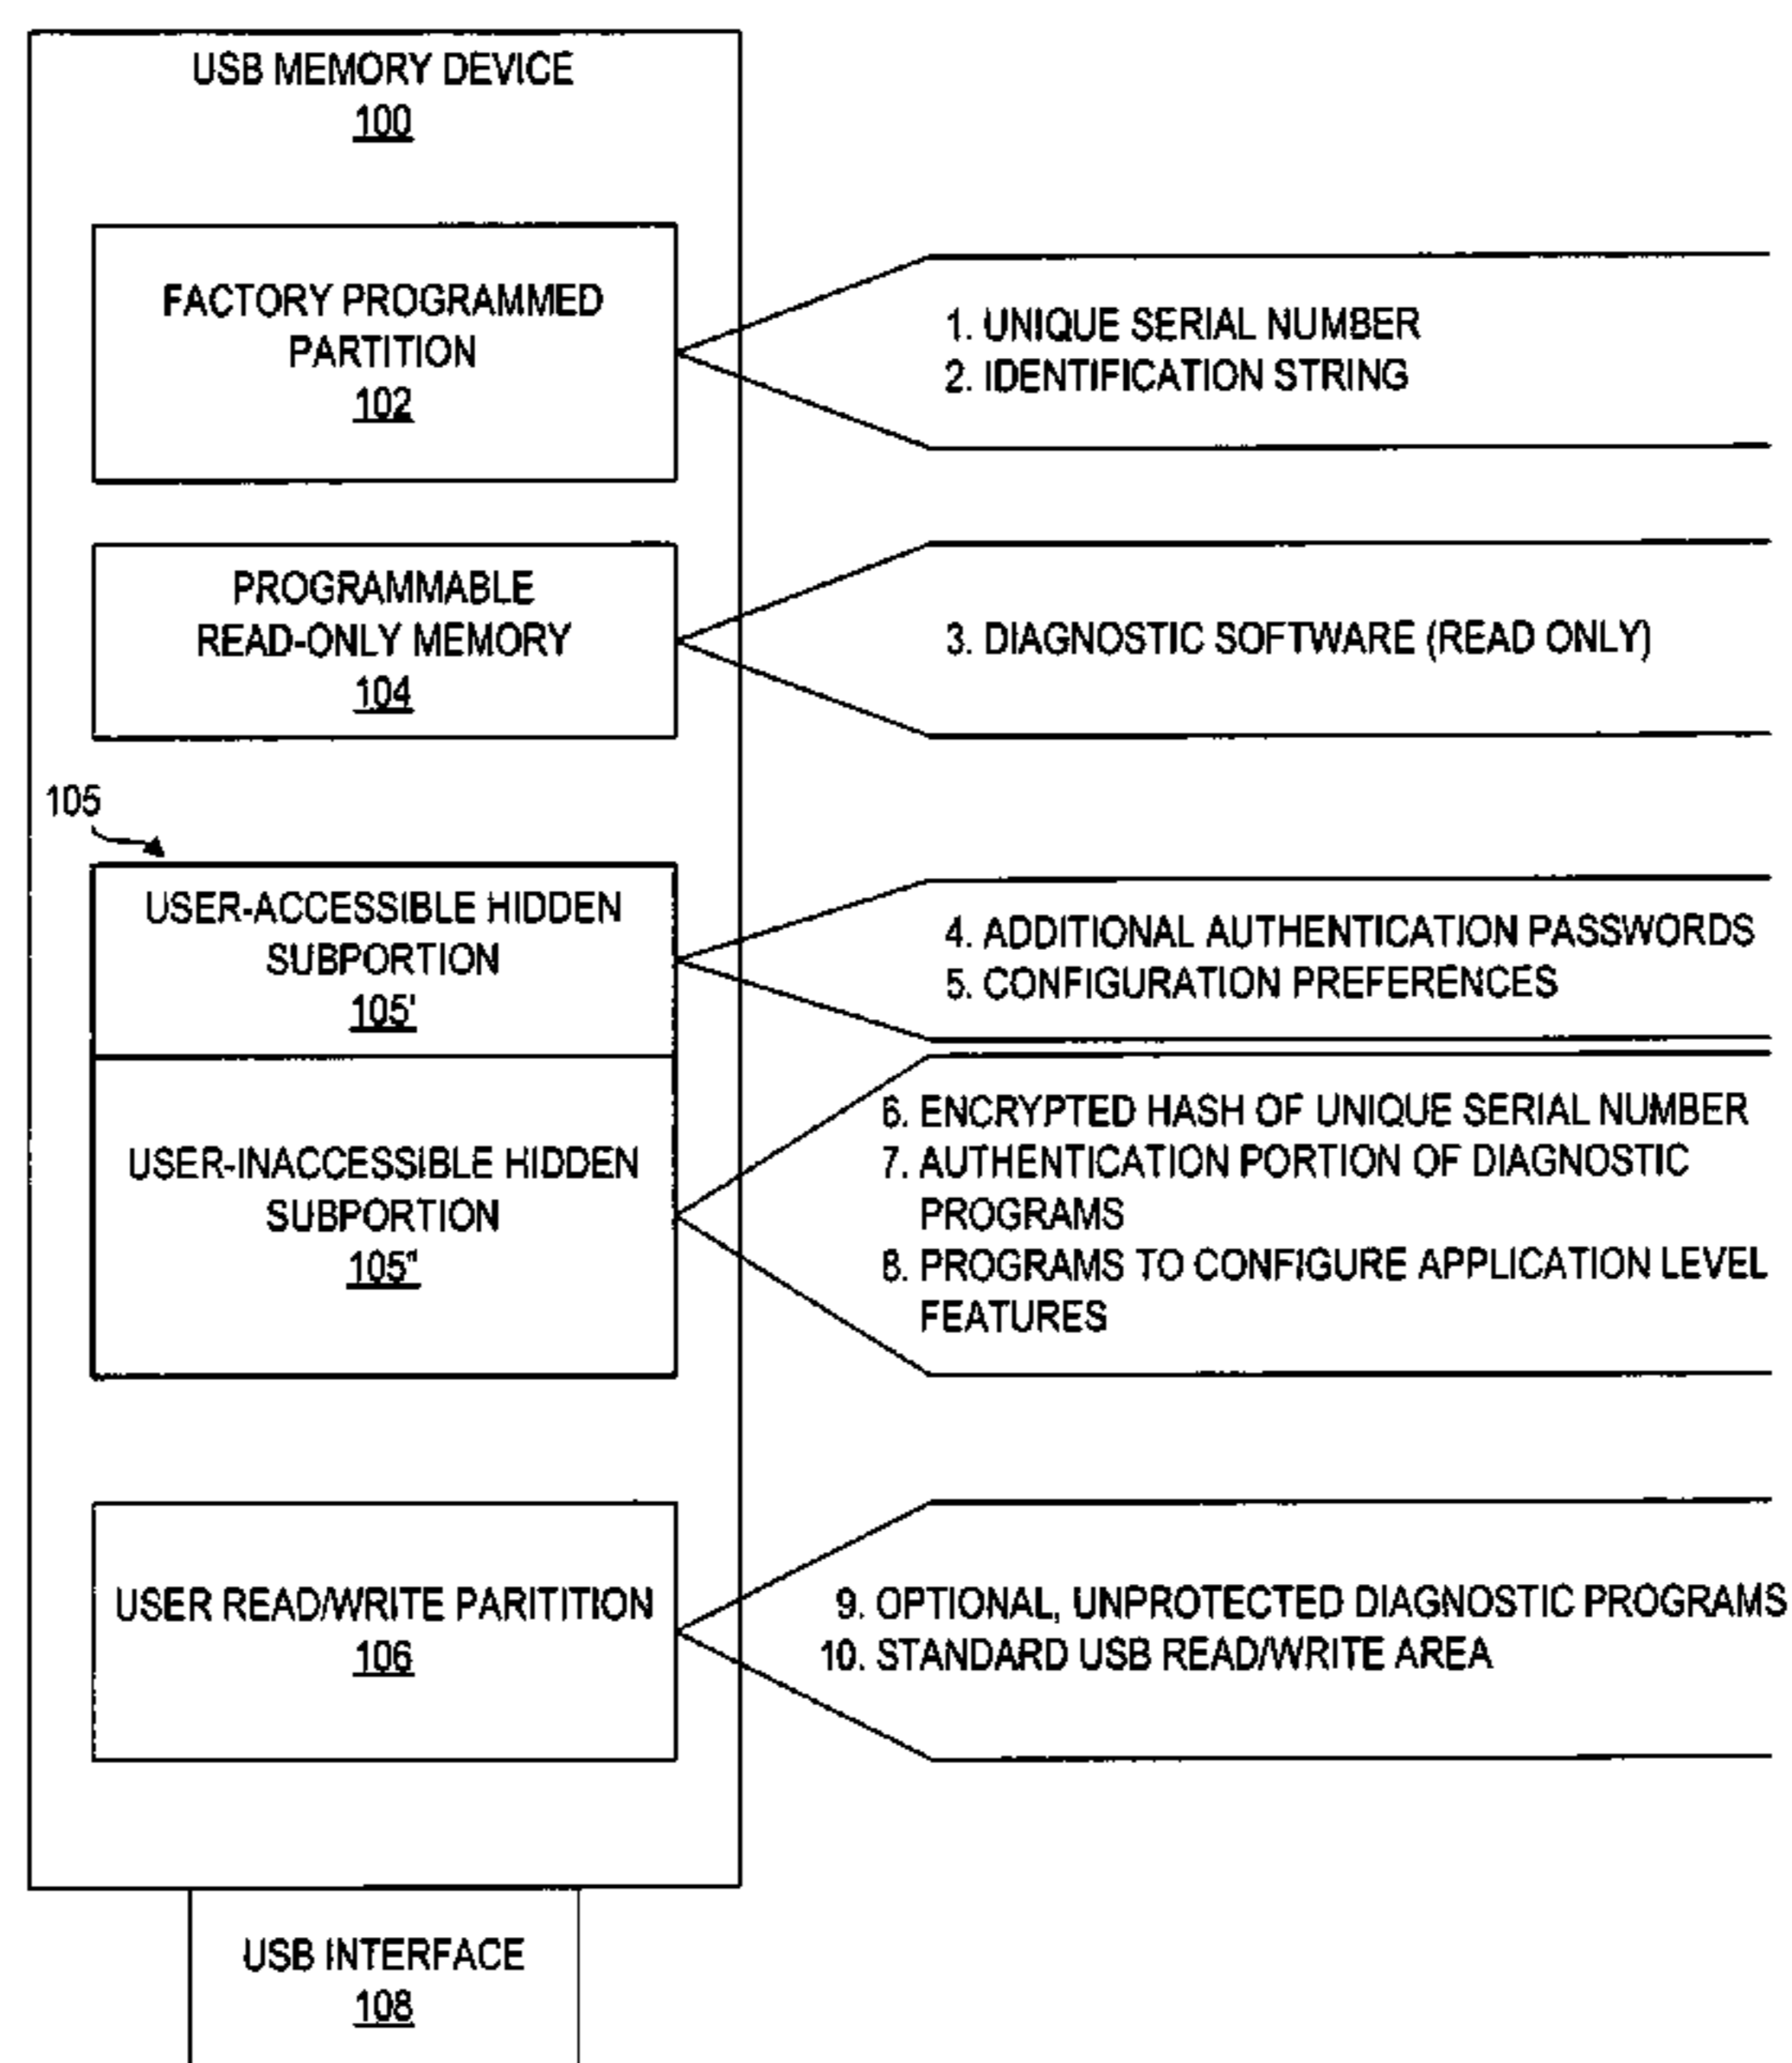 USB MEMORY DEVICE
100
FACTORY PROGRAMMED
PARTITION
102
1. UNIQUE SERIAL NUMBER
2. IDENTIFICATION STRING
PROGRAMMABLE
READ-ONLY MEMORY
104
3. DIAGNOSTIC SOFTWARE (READ ONLY)
105
USER-ACCESSIBLE HIDDEN
SUBPORTION
105'
4. ADDITIONAL AUTHENTICATION PASSWORDS
5. CONFIGURATION PREFERENCES
USER-INACCESSIBLE HIDDEN
SUBPORTION
105"
6. ENCRYPTED HASH OF UNIQUE SERIAL NUMBER
7. AUTHENTICATION PORTION OF DIAGNOSTIC
PROGRAMS
8. PROGRAMS TO CONFIGURE APPLICATION LEVEL
FEATURES
USER READ/WRITE PARITITION
106
9. OPTIONAL, UNPROTECTED DIAGNOSTIC PROGRAMS
10. STANDARD USB READ/WRITE AREA
USB INTERFACE
108